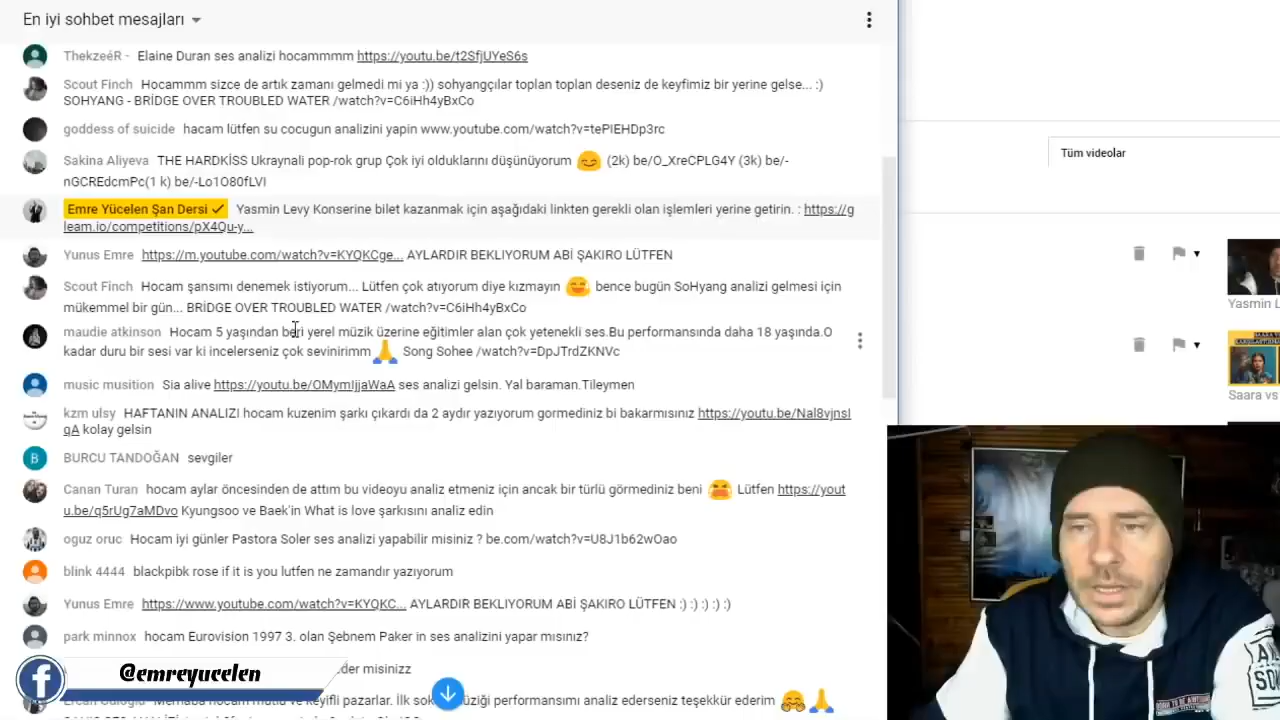 En iyi sohbet mesajları
ThekzeéR - Elaine Duran ses analizi hocammmm https://youtu.be/t2SfjUYeS6s
Scout Finch Hocammm sizce de artık zamanı gelmedi mi ya :)) sohyangçılar toplan toplan deseniz de keyfimiz bir yerine gelse... :)
SOHYANG - BRİDGE OVER TROUBLED WATER /watch?v=C6iHh4yBxCo
goddess of suicide hacam lütfen su cocugun analizini yapin www.youtube.com/watch?v=tePIEHDp3rc
Sakina Aliyeva THE HARDKİSS Ukraynali pop-rok grup Çok iyi olduklarını düşünüyorum 😊 (2k) be/O_XreCPLG4Y (3k) be/-
nGCREdcmPc(1 k) be/-Lo1O80fLVI
Emre Yücelen Şan Dersi ✓ Yasmin Levy Konserine bilet kazanmak için aşağıdaki linkten gerekli olan işlemleri yerine getirin. : https://g
leam.io/competitions/pX4Qu-y...
Yunus Emre https://m.youtube.com/watch?v=KYQKCge... AYLARDIR BEKLIYORUM ABİ ŞAKIRO LÜTFEN
Scout Finch Hocam şansımı denemek istiyorum... Lütfen çok atıyorum diye kızmayın 😄 bence bugün SoHyang analizi gelmesi için
mükemmel bir gün... BRİDGE OVER TROUBLED WATER /watch?v=C6iHh4yBxCo
maudie atkinson Hocam 5 yaşından beri yerel müzik üzerine eğitimler alan çok yetenekli ses.Bu performansında daha 18 yaşında.O
kadar duru bir sesi var ki incelerseniz çok sevinirimm 🙏 Song Sohee /watch?v=DpJTrdZKNVc
music musition Sia alive https://youtu.be/OMymIjjaWaA ses analizi gelsin. Yal baraman.Tileymen
kzm ulsy HAFTANIN ANALIZI hocam kuzenim şarkı çıkardı da 2 aydır yazıyorum gormediniz bi bakarmısınız https://youtu.be/Nal8vjnsI
qA kolay gelsin
B BURCU TANDOĞAN sevgiler
Canan Turan hocam aylar öncesinden de attım bu videoyu analiz etmeniz için ancak bir türlü görmediniz beni 😫 Lütfen https://yout
u.be/q5rUg7aMDvo Kyungsoo ve Baek'in What is love şarkısını analiz edin
oguz oruc Hocam iyi günler Pastora Soler ses analizi yapabilir misiniz ? be.com/watch?v=U8J1b62wOao
blink 4444 blackpibk rose if it is you lutfen ne zamandır yazıyorum
Yunus Emre https://www.youtube.com/watch?v=KYQKC... AYLARDIR BEKLIYORUM ABİ ŞAKIRO LÜTFEN :) :) :) :) :)
park minnox hocam Eurovision 1997 3. olan Şebnem Paker in ses analizini yapar mısınız?
der misinizz
keyifli pazarlar. İlk performansımı analiz ederseniz teşekkür ederim 🤗🙏
f @emreyucelen
Tüm videolar
Yasmin L
Saara vs